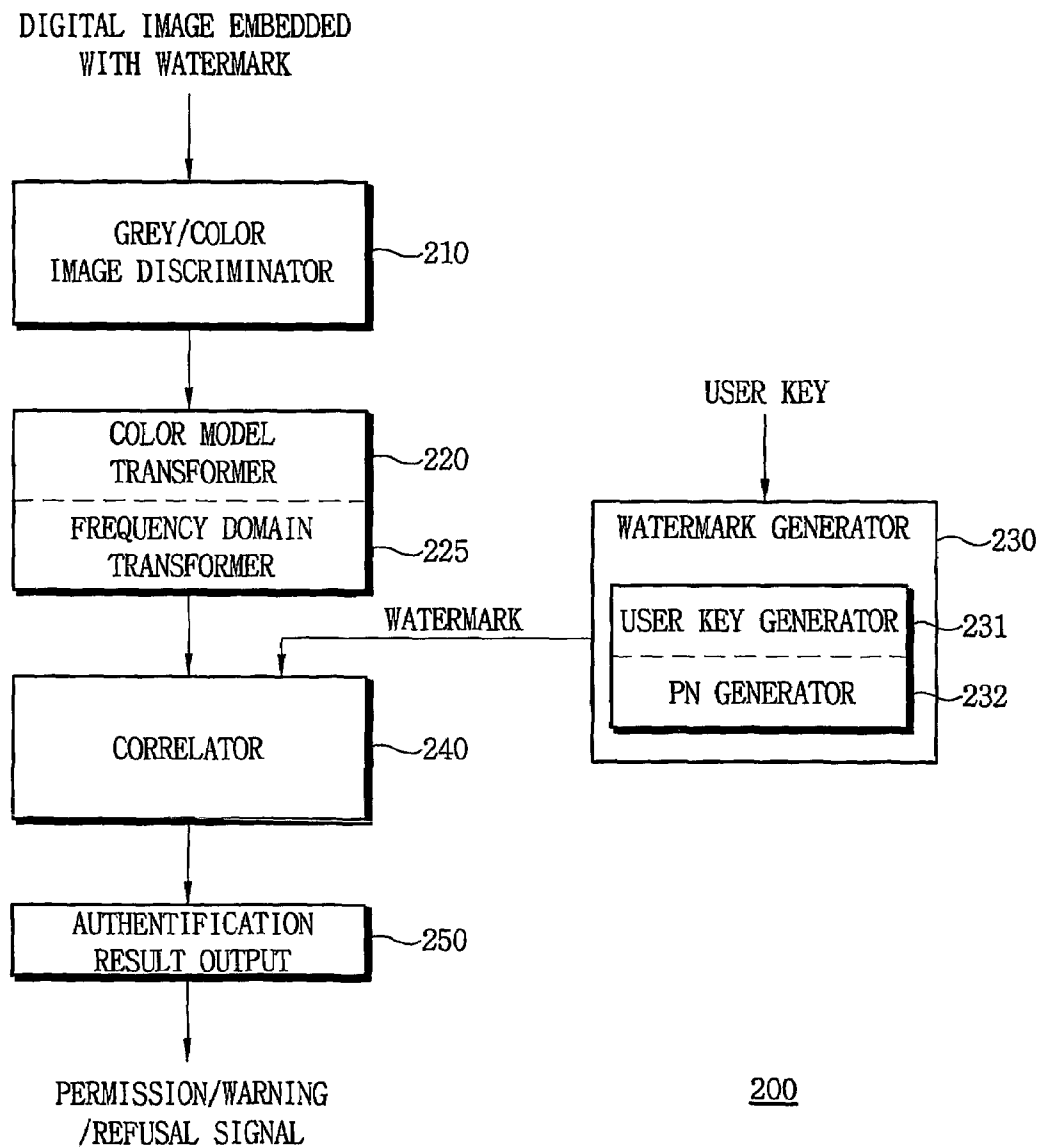 DIGITAL IMAGE EMBEDDED
WITH WATERMARK
GREY/COLOR
IMAGE DISCRIMINATOR
210
COLOR MODEL
TRANSFORMER
220
FREQUENCY DOMAIN
TRANSFORMER
225
USER KEY
WATERMARK GENERATOR
230
USER KEY GENERATOR
231
PN GENERATOR
232
WATERMARK
CORRELATOR
240
AUTHENTIFICATION
RESULT OUTPUT
250
PERMISSION/WARNING
/REFUSAL SIGNAL
200